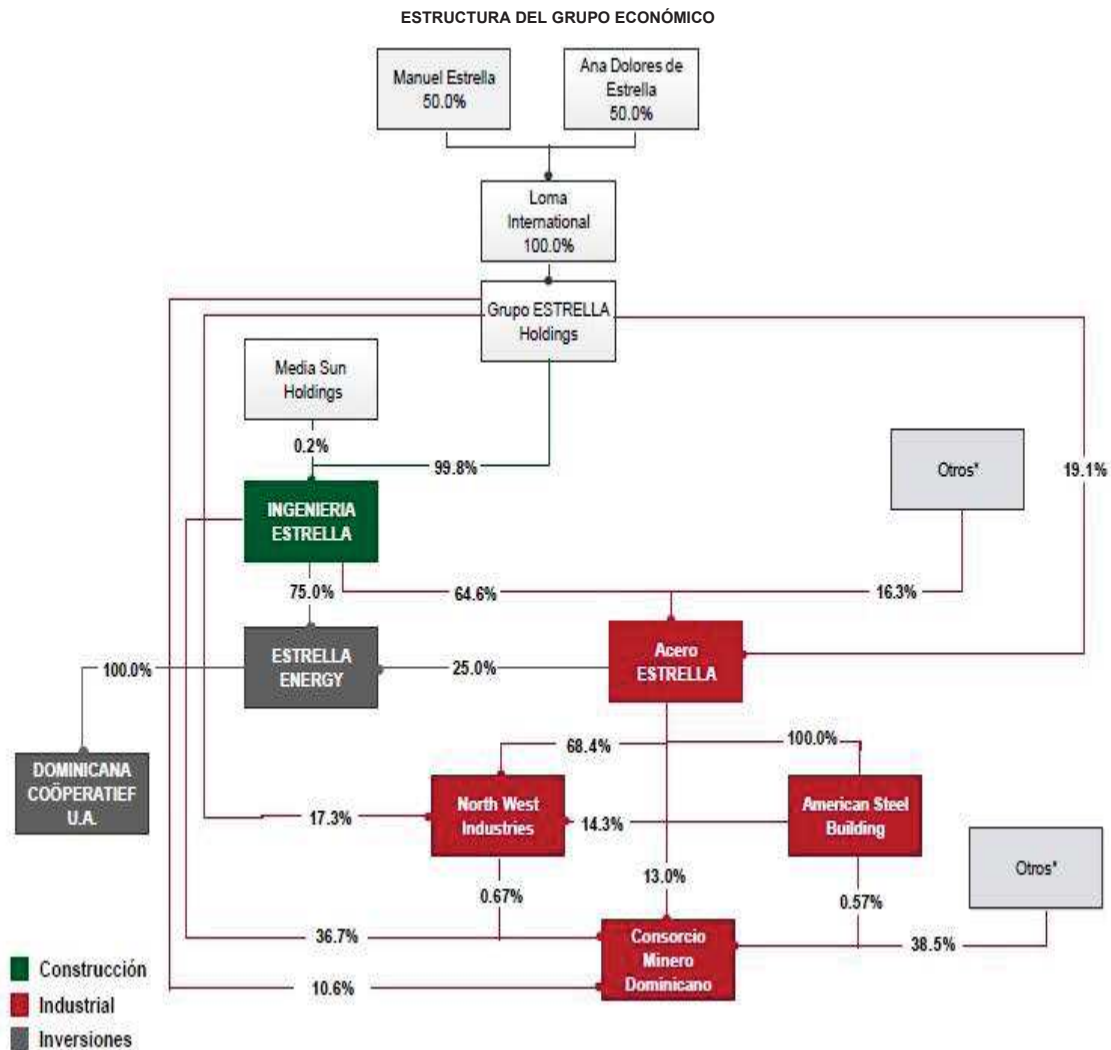 ESTRUCTURA DEL GRUPO ECONÓMICO
Manuel Estrella
50.0%
Ana Dolores de
Estrella
50.0%
Loma
International
100.0%
Grupo ESTRELLA
Holdings
Media Sun
Holdings
0.2%
99.8%
Otros*
19.1%
INGENIERIA
ESTRELLA
75.0%
64.6%
16.3%
ESTRELLA
ENERGY
100.0%
25.0%
Acero
ESTRELLA
DOMINICANA
COÖPERATIEF
U.A.
68.4%
100.0%
North West
Industries
American Steel
Building
17.3%
14.3%
Otros*
0.67%
13.0%
0.57%
36.7%
Consorcio
Minero
Dominicano
38.5%
10.6%
Construcción
Industrial
Inversiones